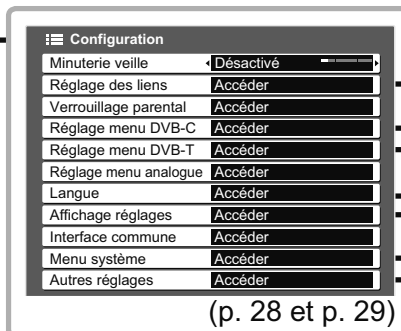 Configuration
Minuterie veille Désactivé
Réglage des liens Accéder
Verrouillage parental Accéder
Réglage menu DVB-C Accéder
Réglage menu DVB-T Accéder
Réglage menu analogue Accéder
Langue Accéder
Affichage réglages Accéder
Interface commune Accéder
Menu système Accéder
Autres réglages Accéder
(p. 28 et p. 29)